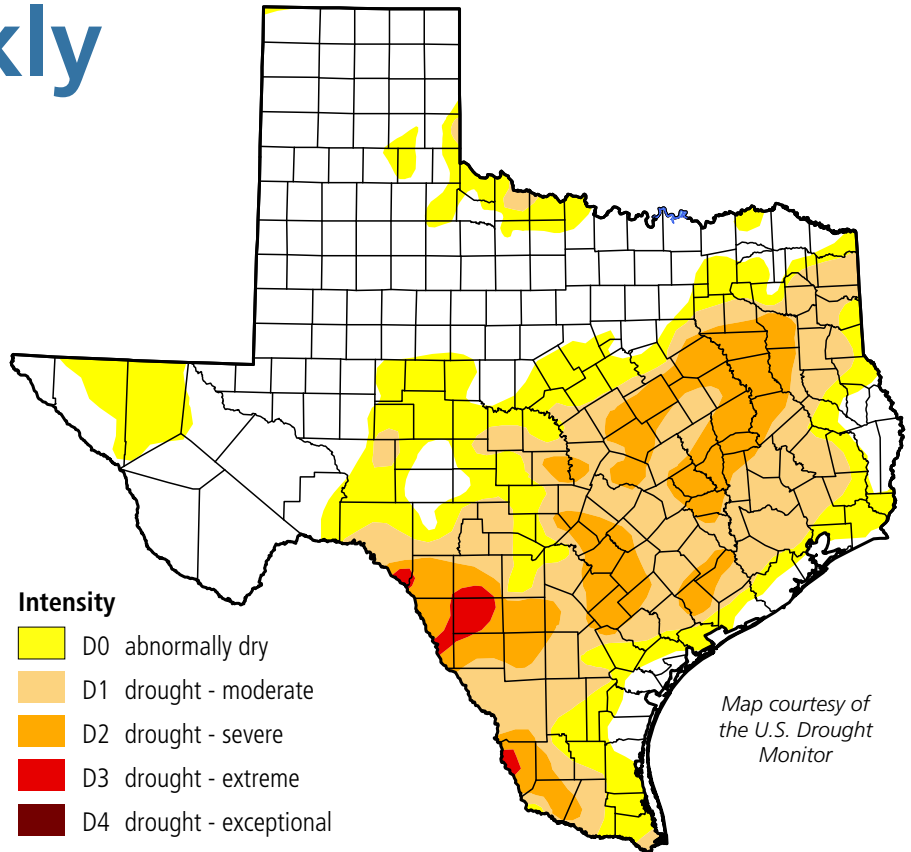 kly
Intensity
D0 abnormally dry
D1 drought - moderate
D2 drought - severe
D3 drought - extreme
D4 drought - exceptional
Map courtesy of
the U.S. Drought
Monitor